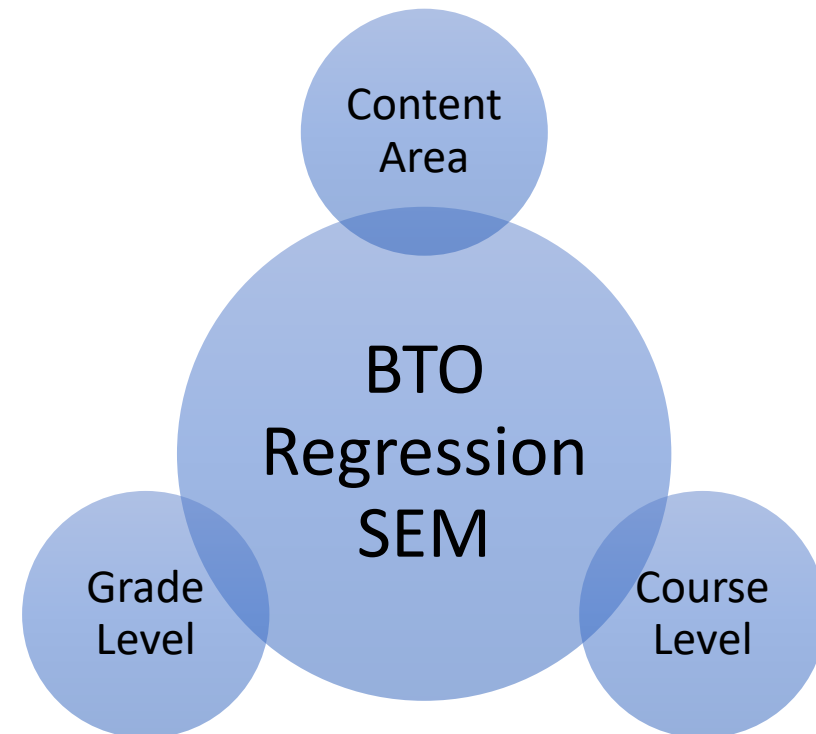 Content
Area
BTO
Regression
SEM
Grade
Level
Course
Level